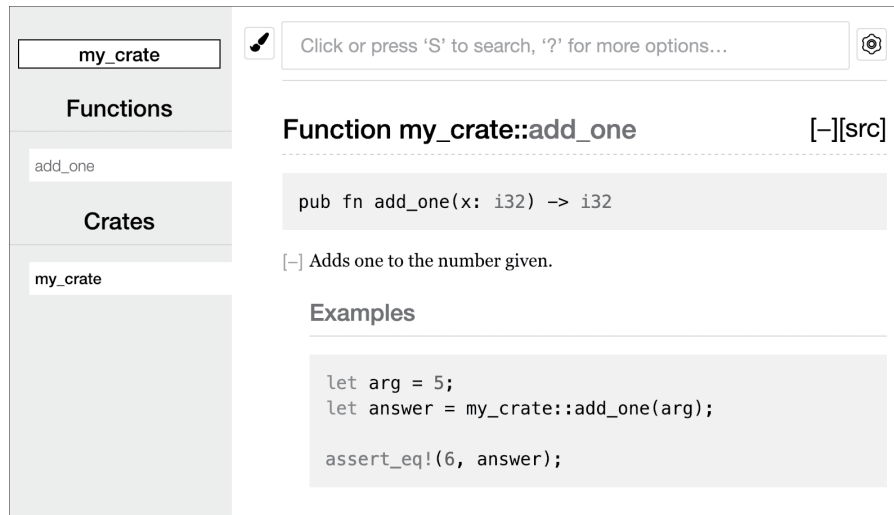 my_crate
Functions
add_one
Crates
my_crate
Click or press ‘S’ to search, ‘?’ for more options…
Function my_crate::add_one
[−][src]
pub fn add_one(x: i32) -> i32
[−] Adds one to the number given.
Examples
let arg = 5;
let answer = my_crate::add_one(arg);
assert_eq!(6, answer);